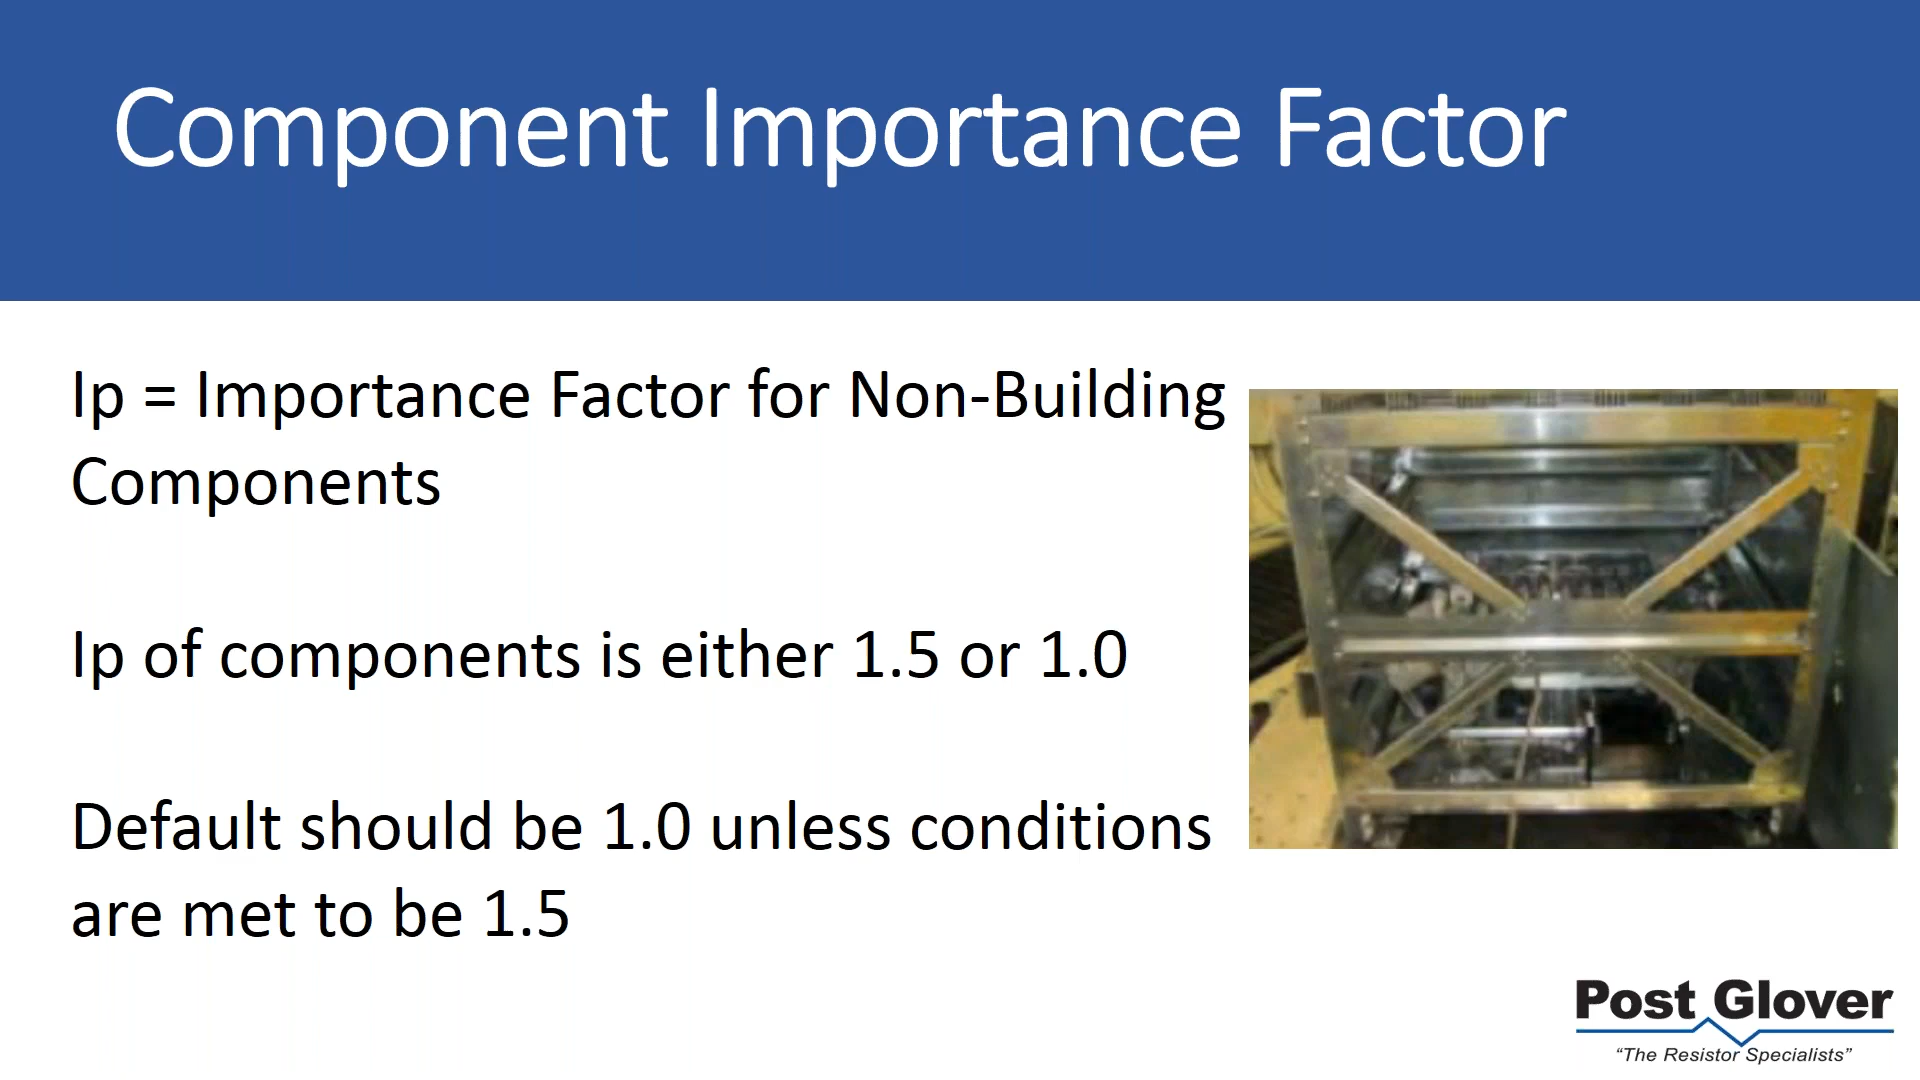 Component Importance Factor
Ip = Importance Factor for Non-Building
Components
Ip of components is either 1.5 or 1.0
Default should be 1.0 unless conditions
are met to be 1.5
Post Glover
“The Resistor Specialists”